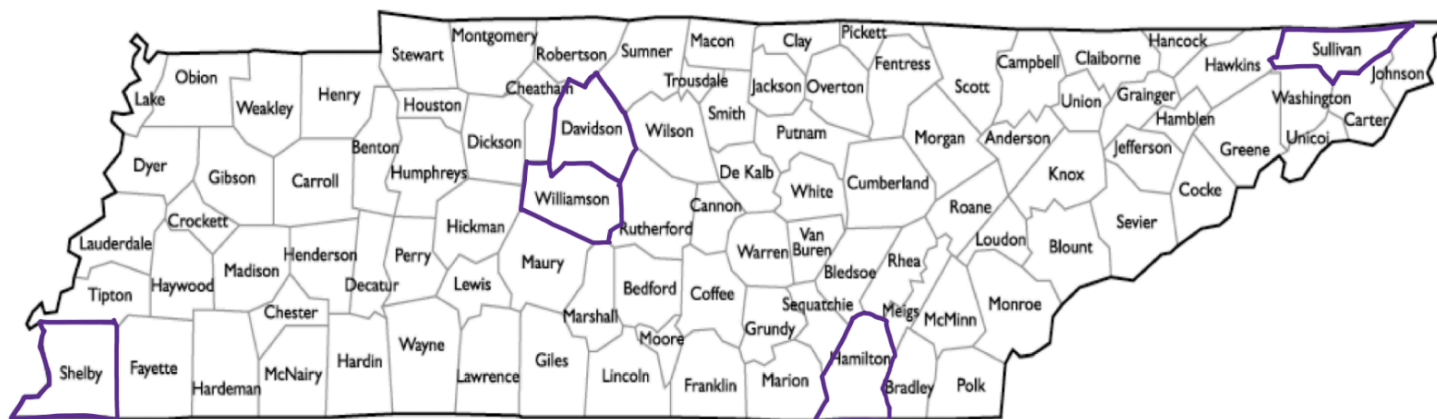 Stewart
Montgomery
Robertson
Sumner
Macon
Clay
Pickett
Fentress
Scott
Campbell
Claiborne
Hancock
Hawkins
Sullivan
Johnson
Lake
Obion
Weakley
Henry
Houston
Cheatham
Trousdale
Jackson
Overton
Union
Grainger
Washington
Carter
Dyer
Gibson
Carroll
Benton
Humphreys
Dickson
Davidson
Wilson
Smith
Putnam
Morgan
Anderson
Hamblen
Jefferson
Greene
Unicoi
Crockett
Williamson
De Kalb
White
Cumberland
Knox
Cocke
Lauderdale
Haywood
Madison
Henderson
Decatur
Perry
Hickman
Lewis
Maury
Rutherford
Cannon
Warren
Van
Buren
Bledsoe
Rhea
Roane
Loudon
Blount
Sevier
Tipton
Chester
Marshall
Bedford
Coffee
Grundy
Sequatchie
Meigs
McMinn
Monroe
Shelby
Fayette
Hardeman
McNairy
Hardin
Wayne
Lawrence
Giles
Lincoln
Moore
Franklin
Marion
Hamilton
Bradley
Polk